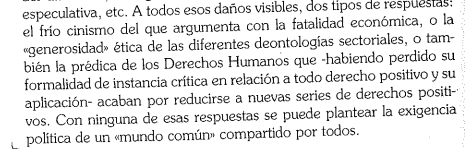 especulativa, etc. A todos esos daños visibles, dos tipos de respuestas:
el frío cinismo del que argumenta con la fatalidad económica, o la
«generosidad» ética de las diferentes deontologías sectoriales, o tam-
bién la prédica de los Derechos Humanos que -habiendo perdido su
formalidad de instancia crítica en relación a todo derecho positivo y su
aplicación- acaban por reducirse a nuevas series de derechos positi-
vos. Con ninguna de esas respuestas se puede plantear la exigencia
política de un «mundo común» compartido por todos.